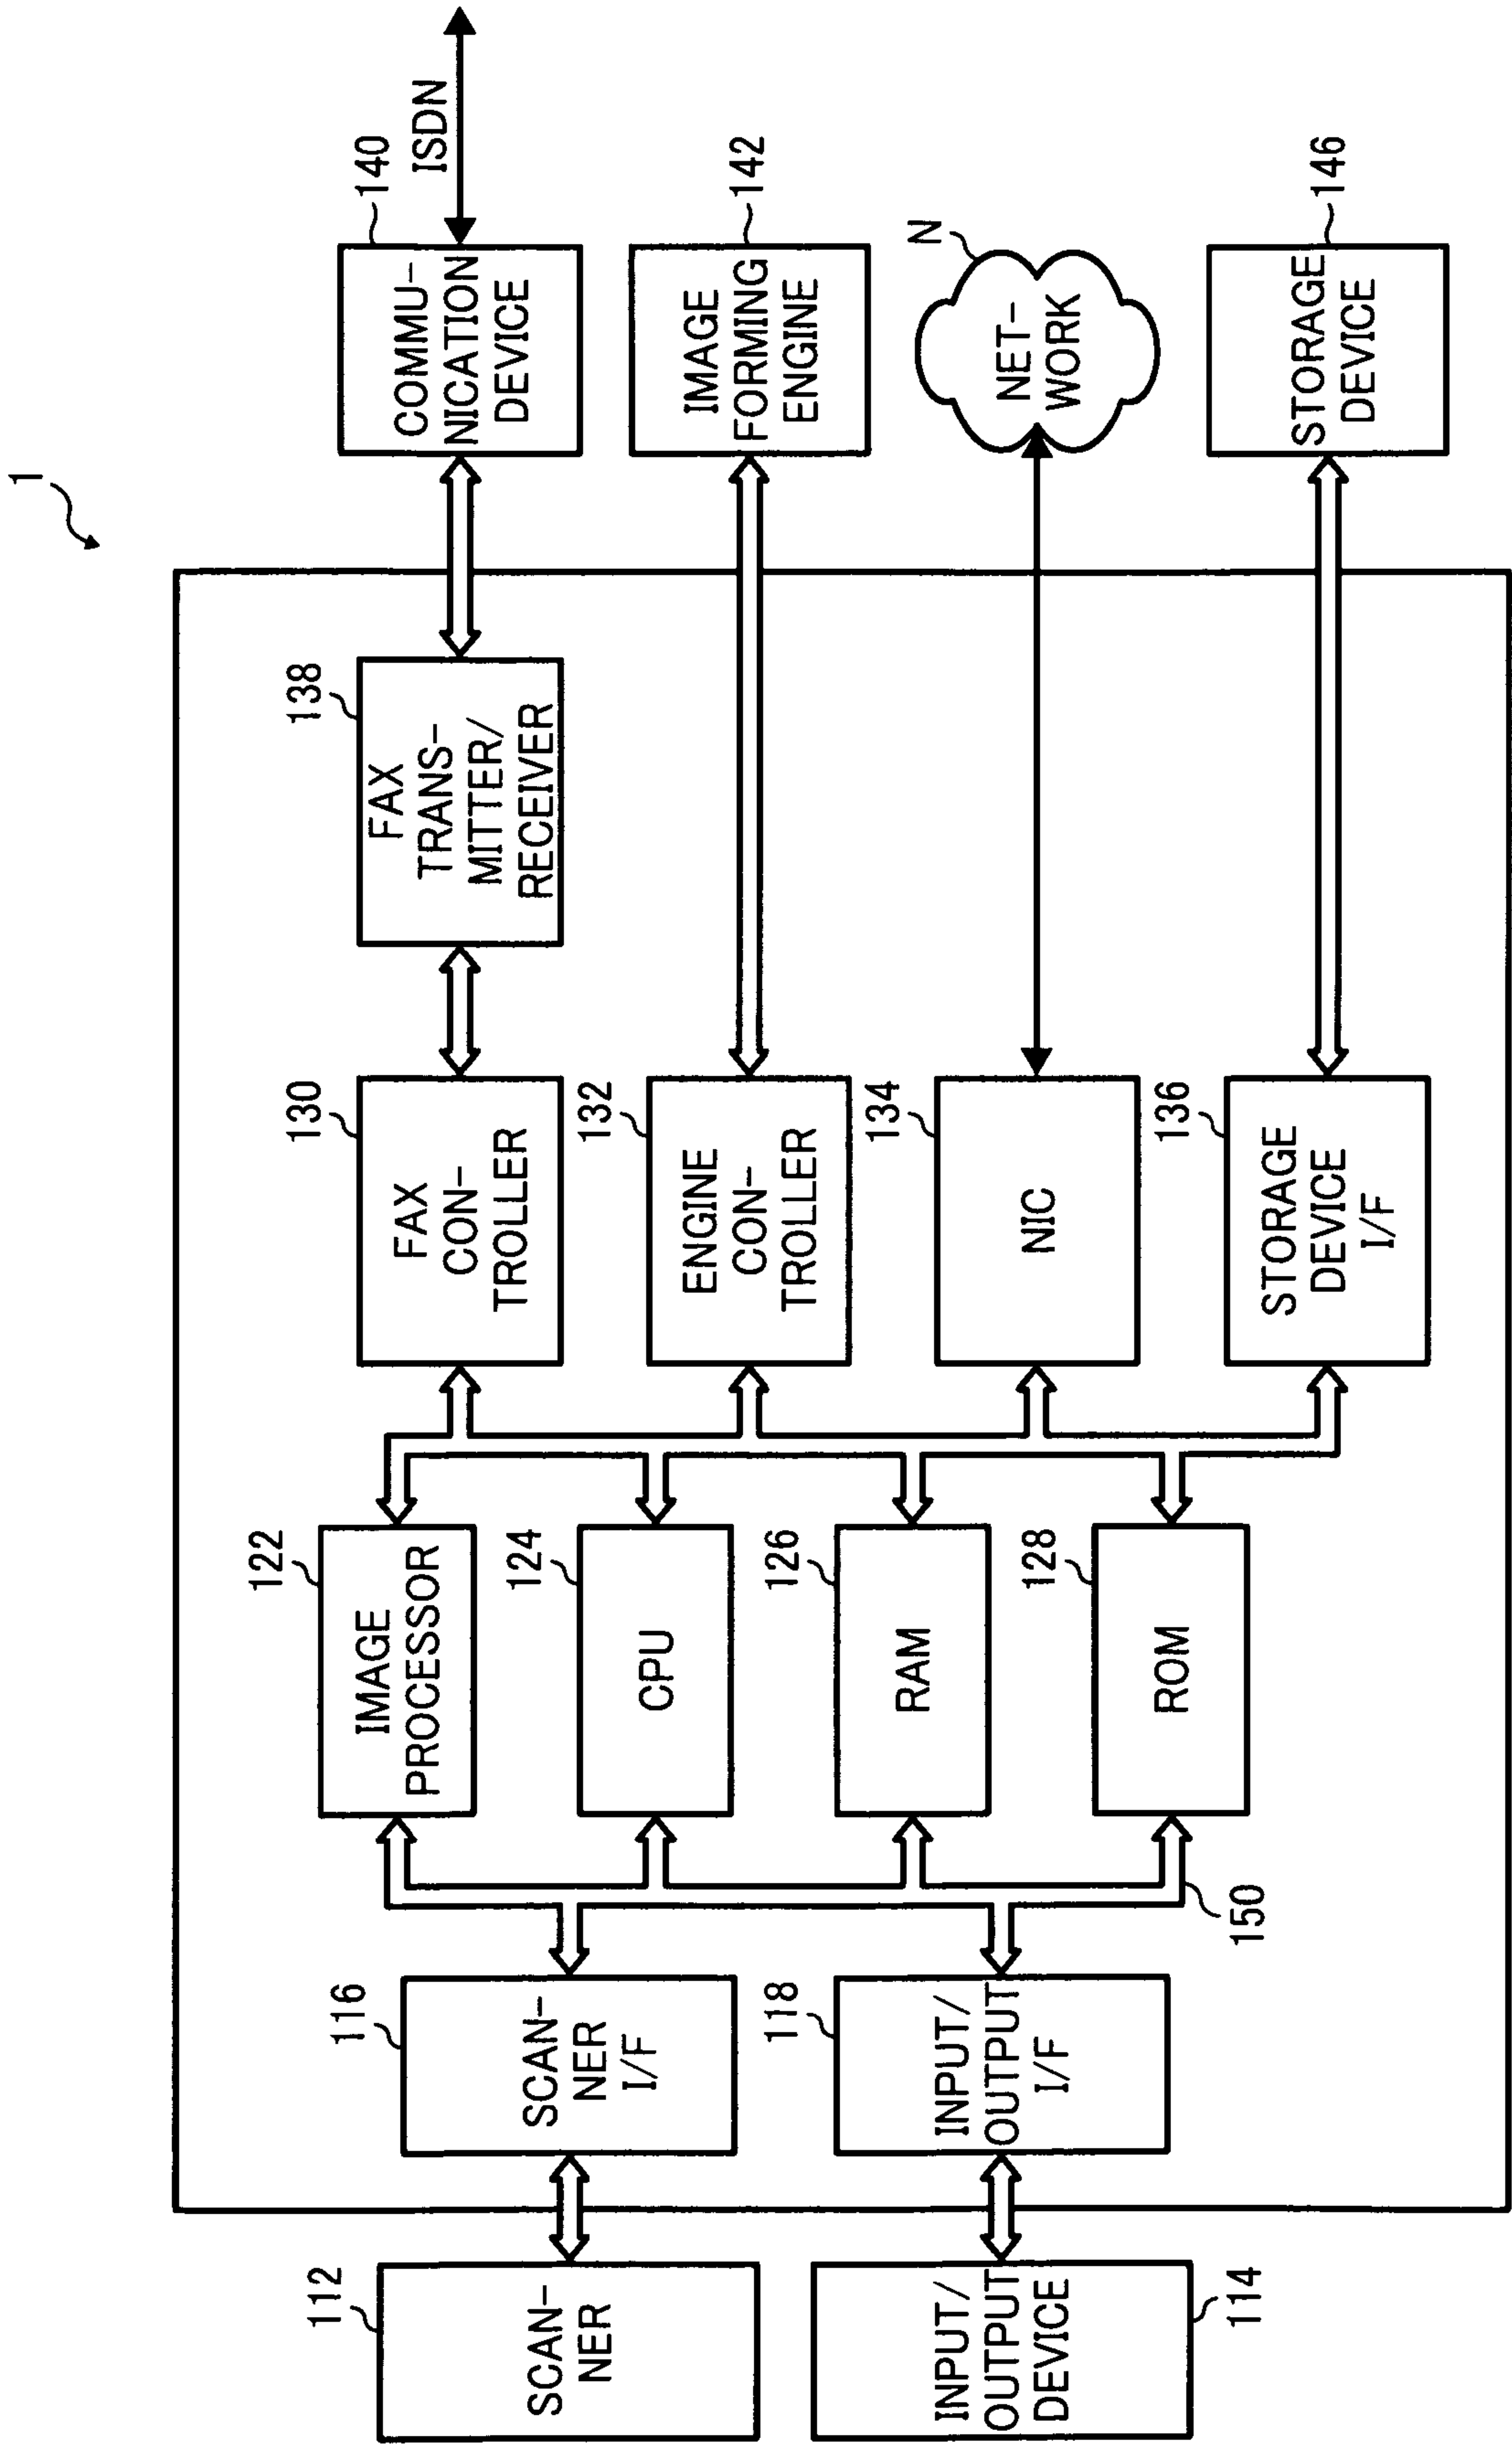 1
112
SCAN-
NER
INPUT/
OUTPUT
DEVICE
114
116
SCAN-
NER
I/F
118
INPUT/
OUTPUT
I/F
150
122
IMAGE
PROCESSOR
124
CPU
126
RAM
128
ROM
130
FAX
CON-
TROLLER
132
ENGINE
CON-
TROLLER
134
NIC
136
STORAGE
DEVICE
I/F
138
FAX
TRANS-
MITTER/
RECEIVER
140
COMMU-
NICATION
DEVICE
ISDN
142
IMAGE
FORMING
ENGINE
N
NET-
WORK
146
STORAGE
DEVICE